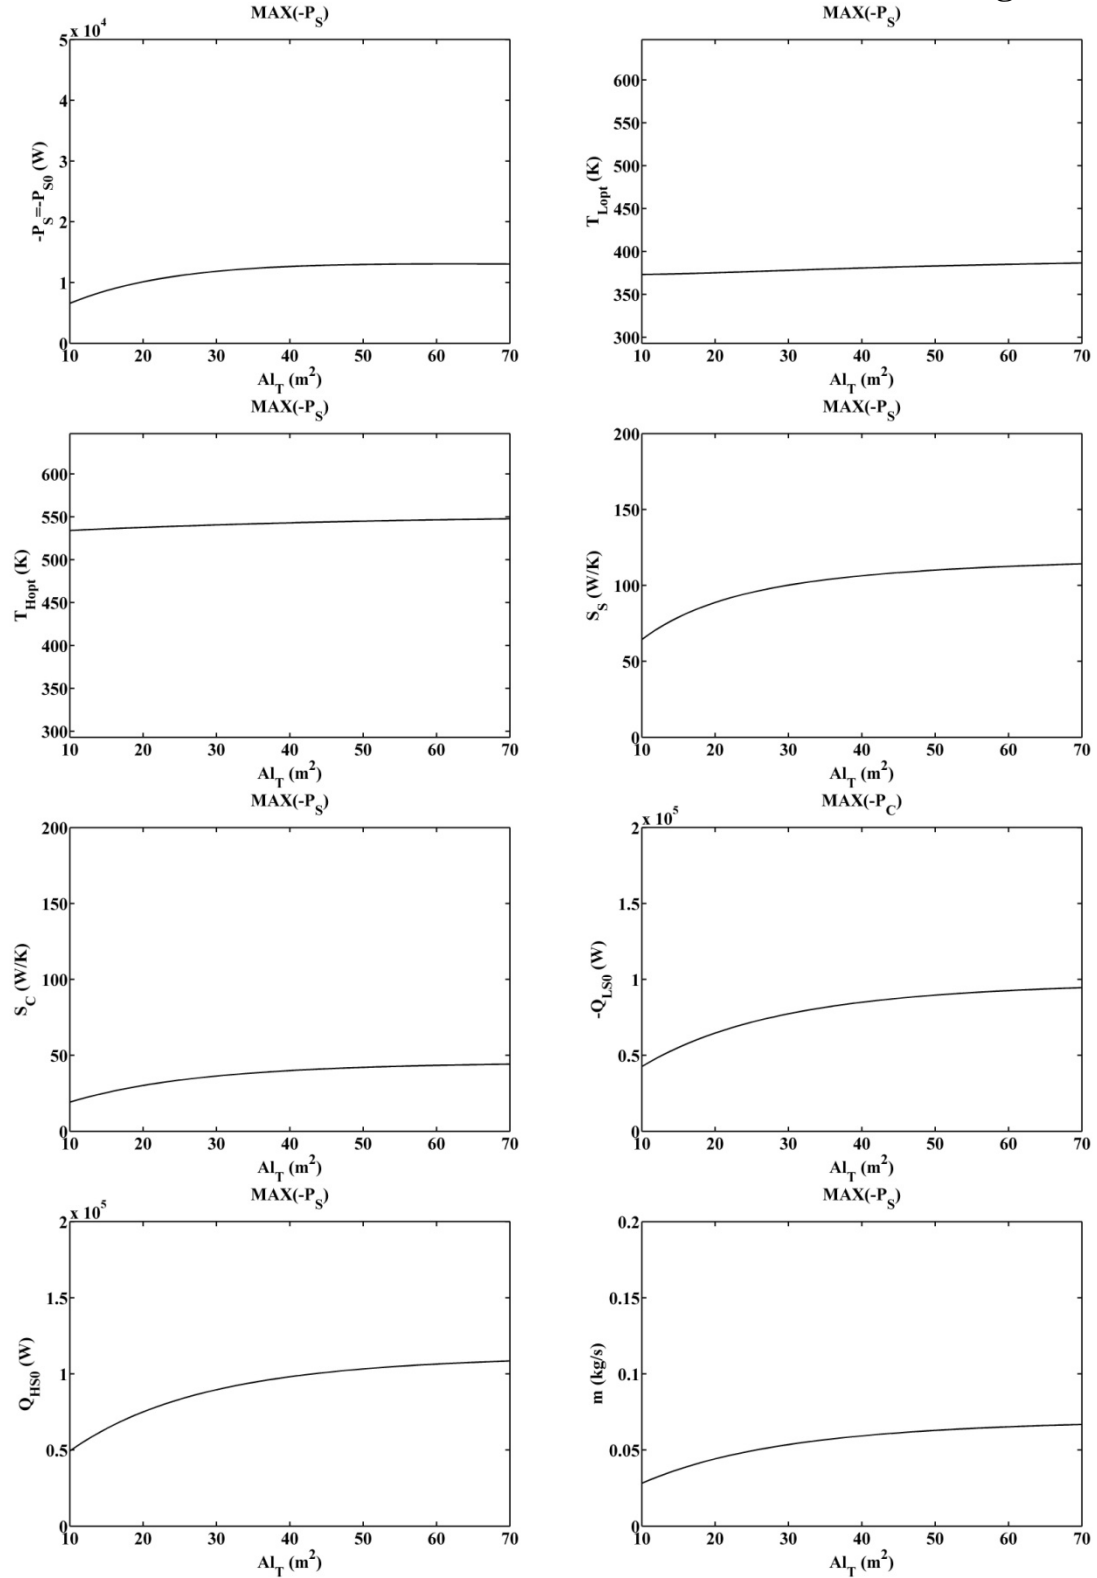 g
MAX(-P_S)
x 10^4
5
4
3
2
1
0
-P_S=-P_S0 (W)
10 20 30 40 50 60 70
Al_T (m^2)
MAX(-P_S)
600
550
500
450
400
350
300
T_Lopt (K)
10 20 30 40 50 60 70
Al_T (m^2)
MAX(-P_S)
600
550
500
450
400
350
300
T_Hopt (K)
10 20 30 40 50 60 70
Al_T (m^2)
MAX(-P_S)
200
150
100
50
0
S_S (W/K)
10 20 30 40 50 60 70
Al_T (m^2)
MAX(-P_S)
200
150
100
50
0
S_C (W/K)
10 20 30 40 50 60 70
Al_T (m^2)
MAX(-P_C)
x 10^5
2
1.5
1
0.5
0
-Q_LS0 (W)
10 20 30 40 50 60 70
Al_T (m^2)
MAX(-P_S)
x 10^5
2
1.5
1
0.5
0
Q_HS0 (W)
10 20 30 40 50 60 70
Al_T (m^2)
MAX(-P_S)
0.2
0.15
0.1
0.05
0
m (kg/s)
10 20 30 40 50 60 70
Al_T (m^2)